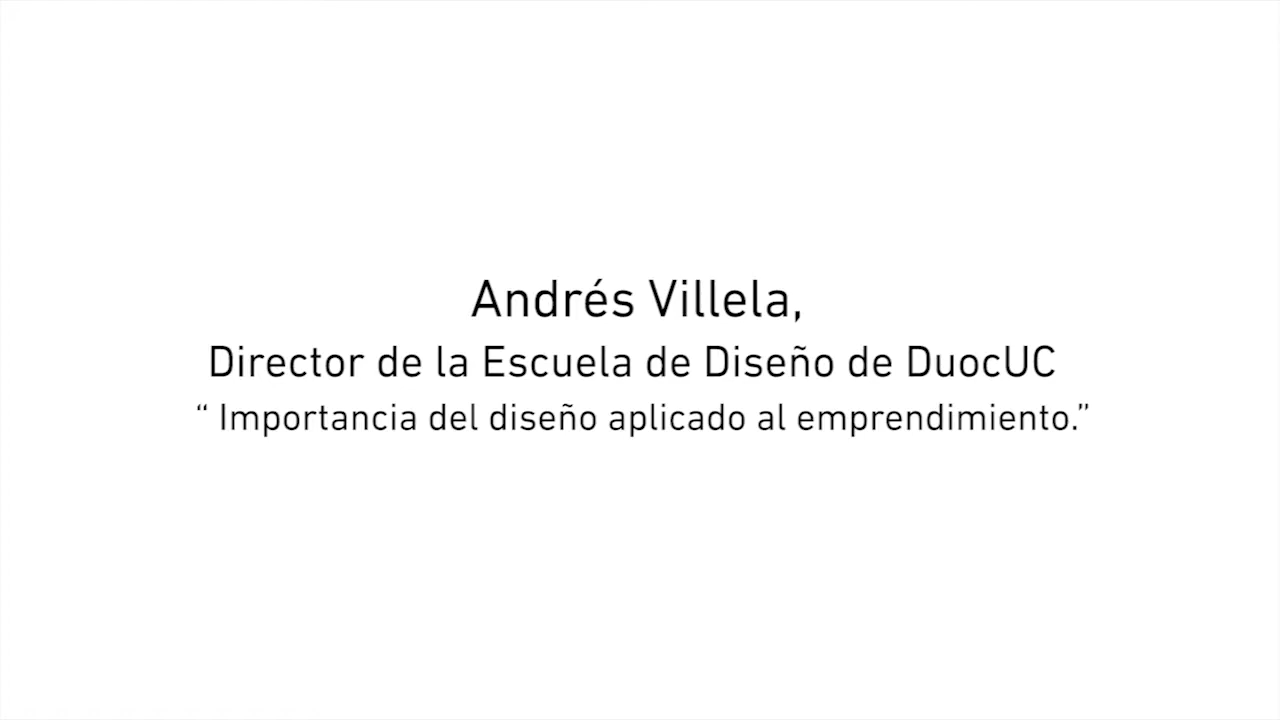 Andrés Villela,
Director de la Escuela de Diseño de DuocUC
“ Importancia del diseño aplicado al emprendimiento.”